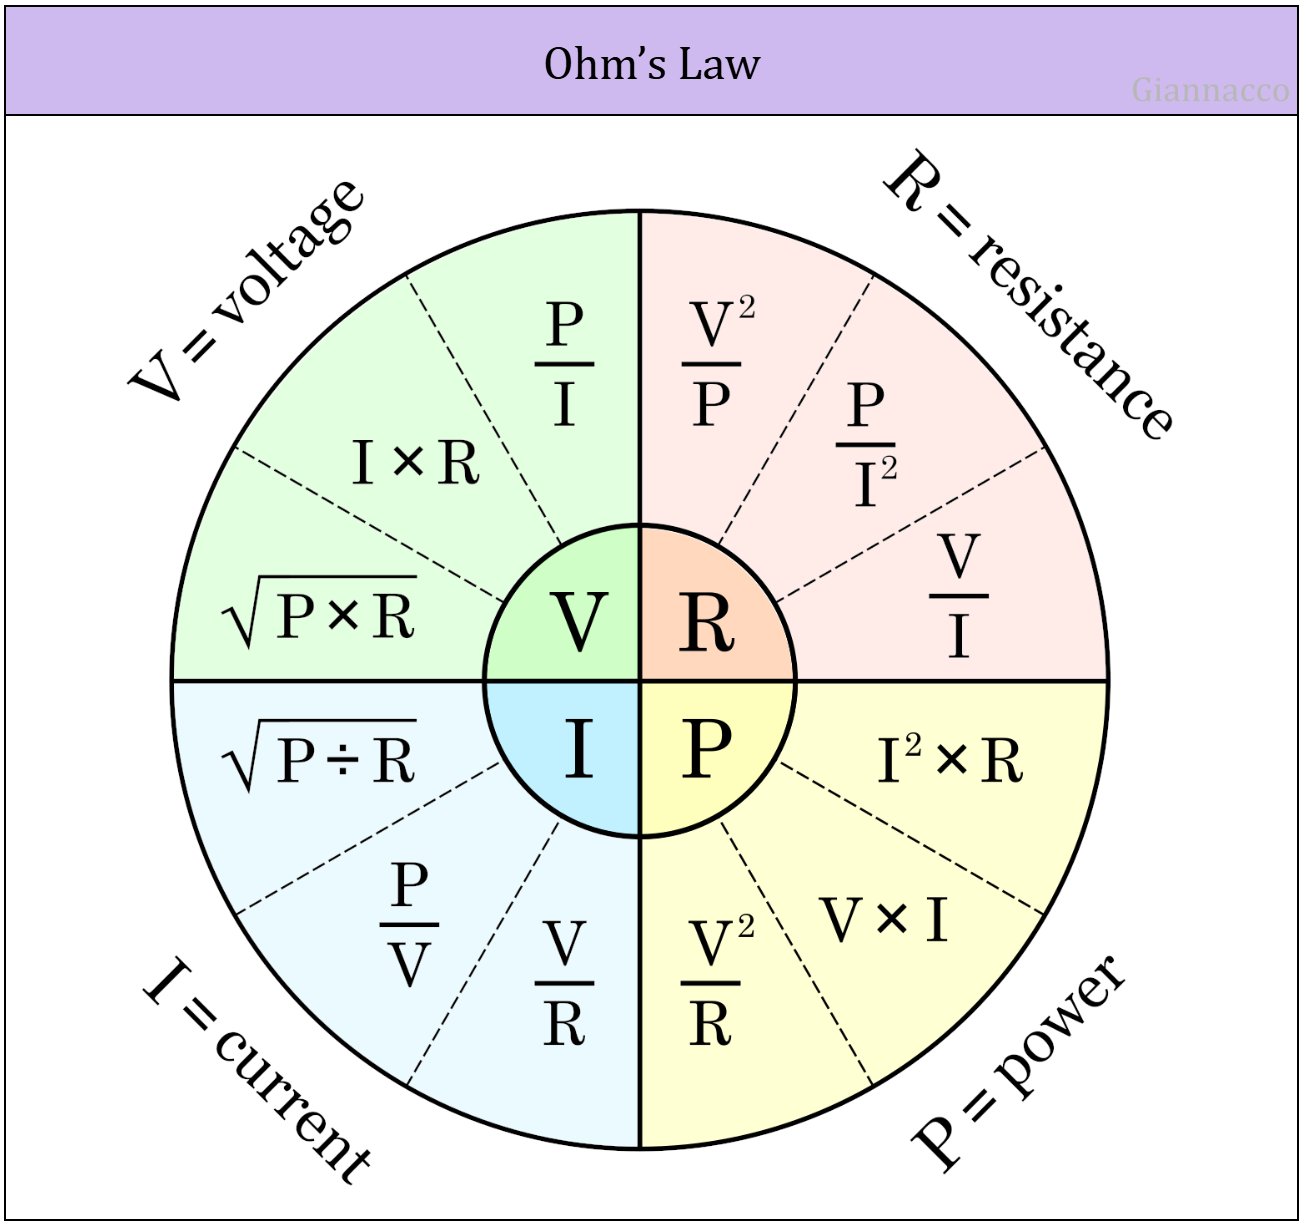 Ohm's Law
Giannacco
V = voltage
R = resistance
P/I
V²/P
I × R
P/I²
√(P × R)
V/I
V
R
I
P
√(P ÷ R)
I² × R
P/V
V × I
V/R
V²/R
I = current
P = power